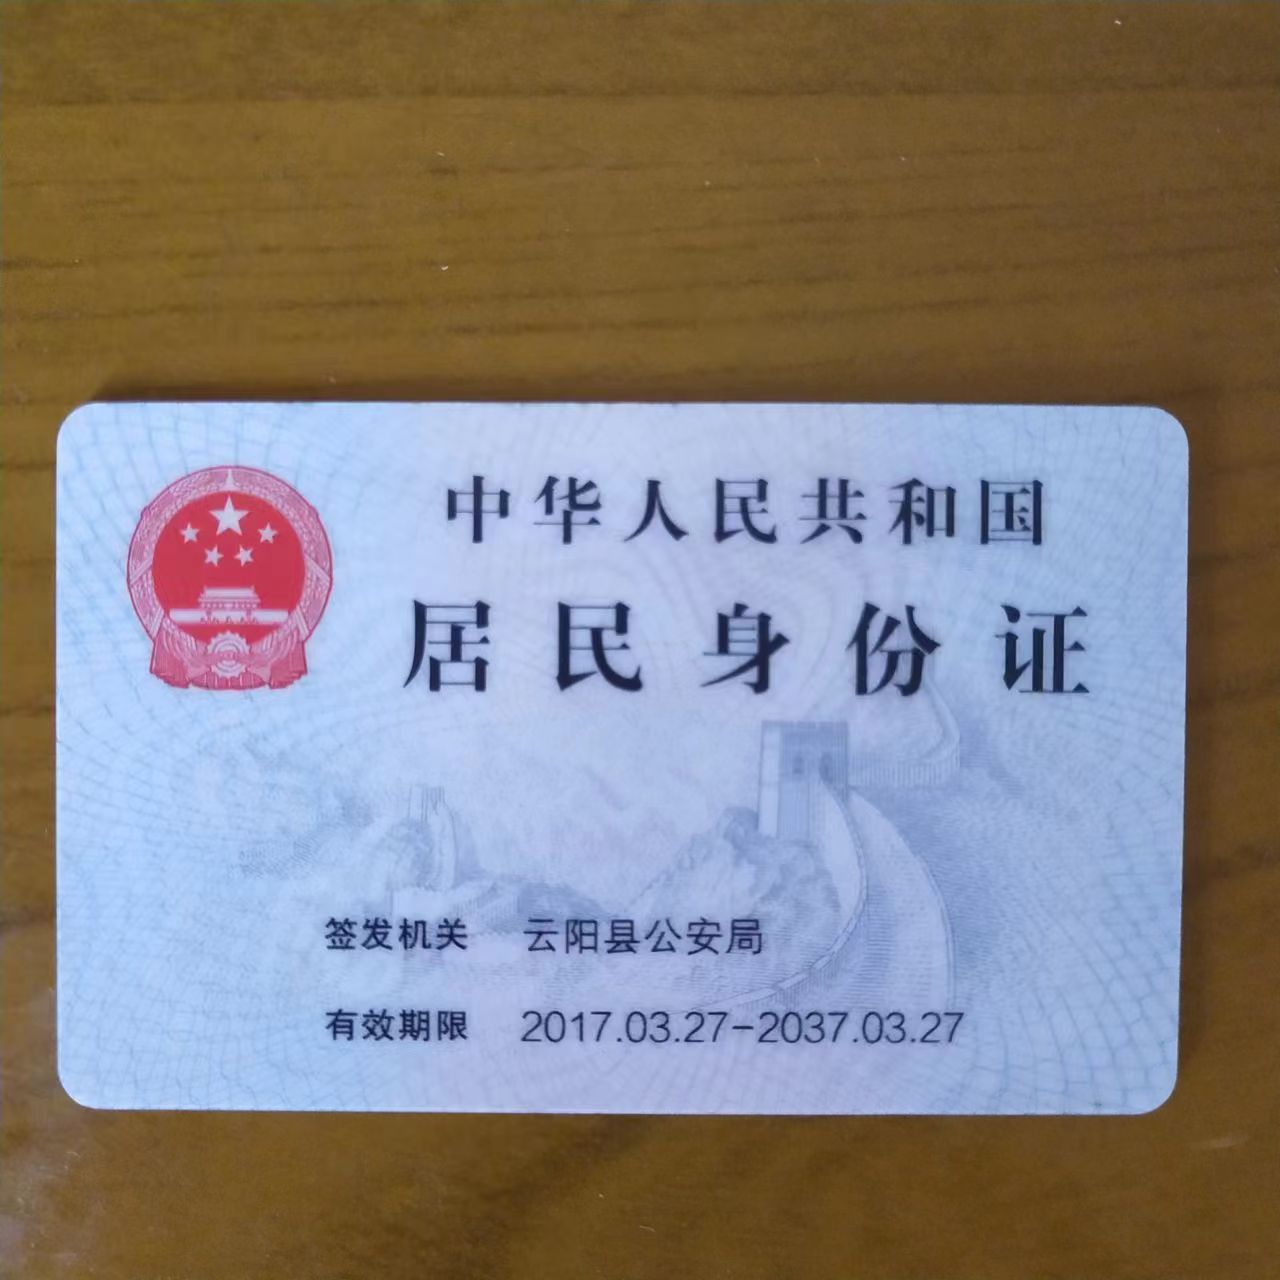 中华人民共和国
居民身份证
签发机关 云阳县公安局
有效期限 2017.03.27-2037.03.27